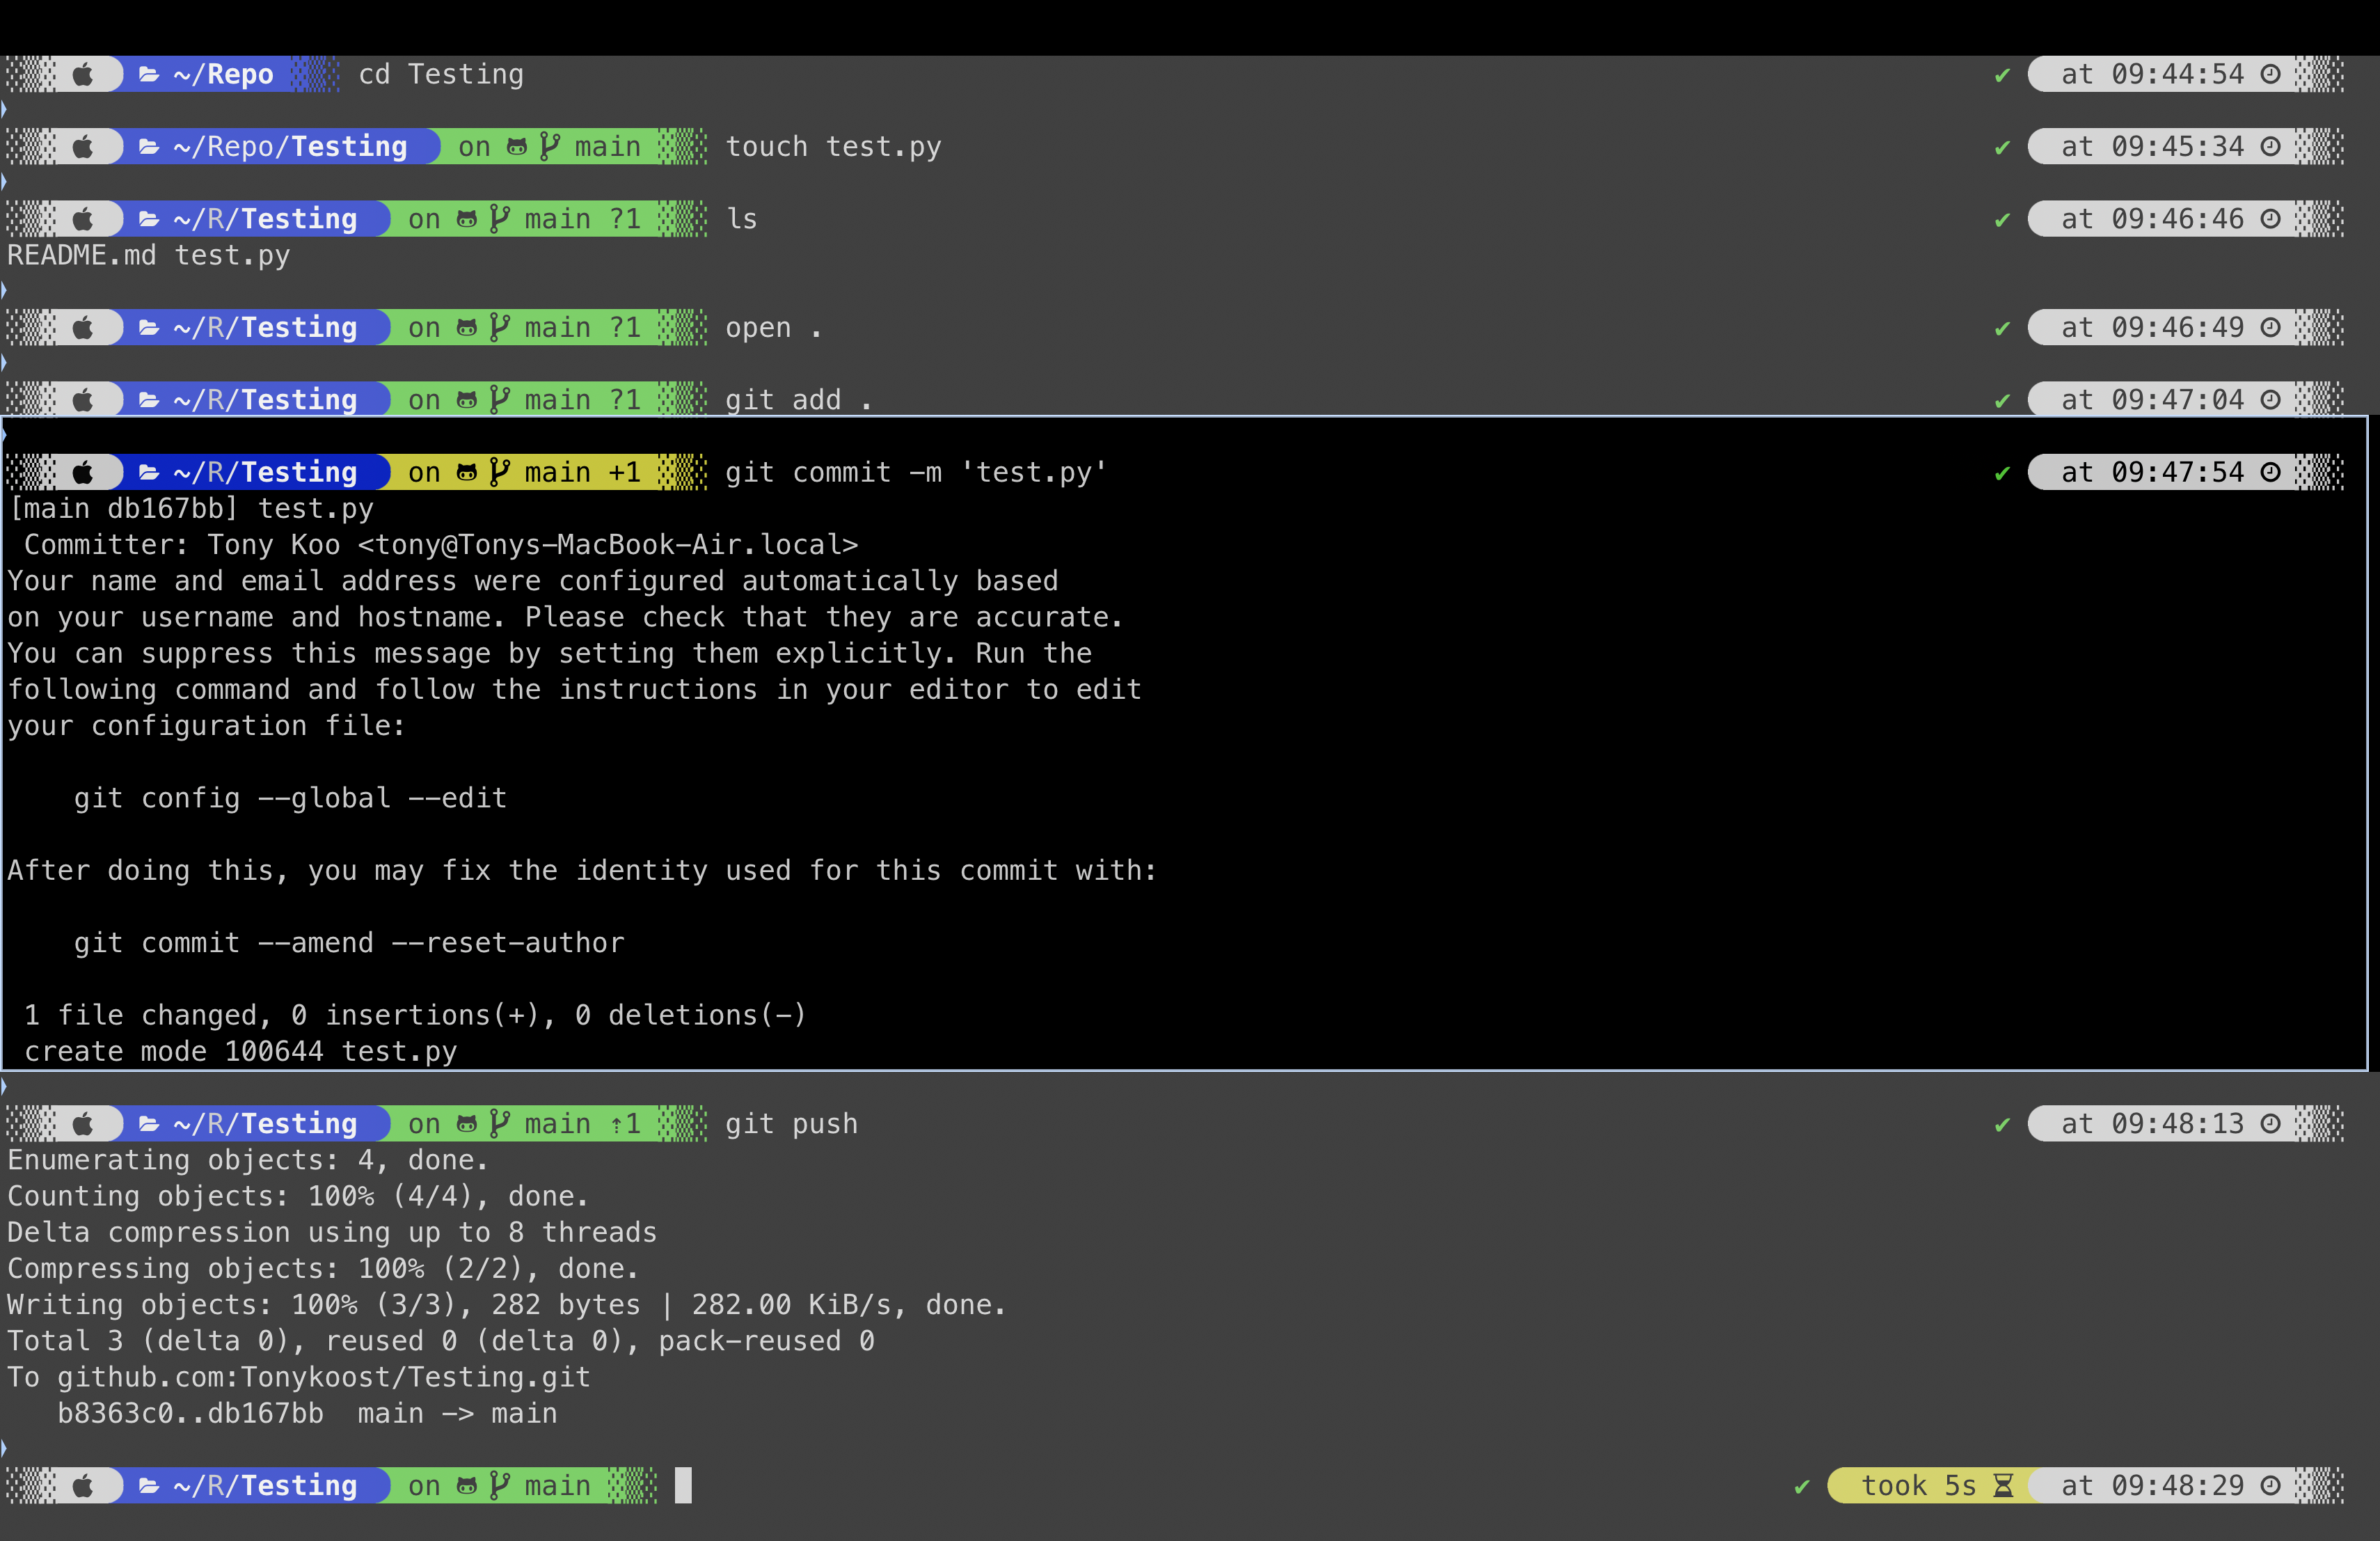 ~/Repo cd Testing ✔ at 09:44:54
~/Repo/Testing on main touch test.py ✔ at 09:45:34
~/R/Testing on main ?1 ls ✔ at 09:46:46
README.md test.py
~/R/Testing on main ?1 open . ✔ at 09:46:49
~/R/Testing on main ?1 git add . ✔ at 09:47:04
~/R/Testing on main +1 git commit -m 'test.py' ✔ at 09:47:54
[main db167bb] test.py
Committer: Tony Koo <tony@Tonys-MacBook-Air.local>
Your name and email address were configured automatically based
on your username and hostname. Please check that they are accurate.
You can suppress this message by setting them explicitly. Run the
following command and follow the instructions in your editor to edit
your configuration file:
git config --global --edit
After doing this, you may fix the identity used for this commit with:
git commit --amend --reset-author
1 file changed, 0 insertions(+), 0 deletions(-)
create mode 100644 test.py
~/R/Testing on main ⇡1 git push ✔ at 09:48:13
Enumerating objects: 4, done.
Counting objects: 100% (4/4), done.
Delta compression using up to 8 threads
Compressing objects: 100% (2/2), done.
Writing objects: 100% (3/3), 282 bytes | 282.00 KiB/s, done.
Total 3 (delta 0), reused 0 (delta 0), pack-reused 0
To github.com:Tonykoost/Testing.git
b8363c0..db167bb main -> main
~/R/Testing on main ✔ took 5s at 09:48:29